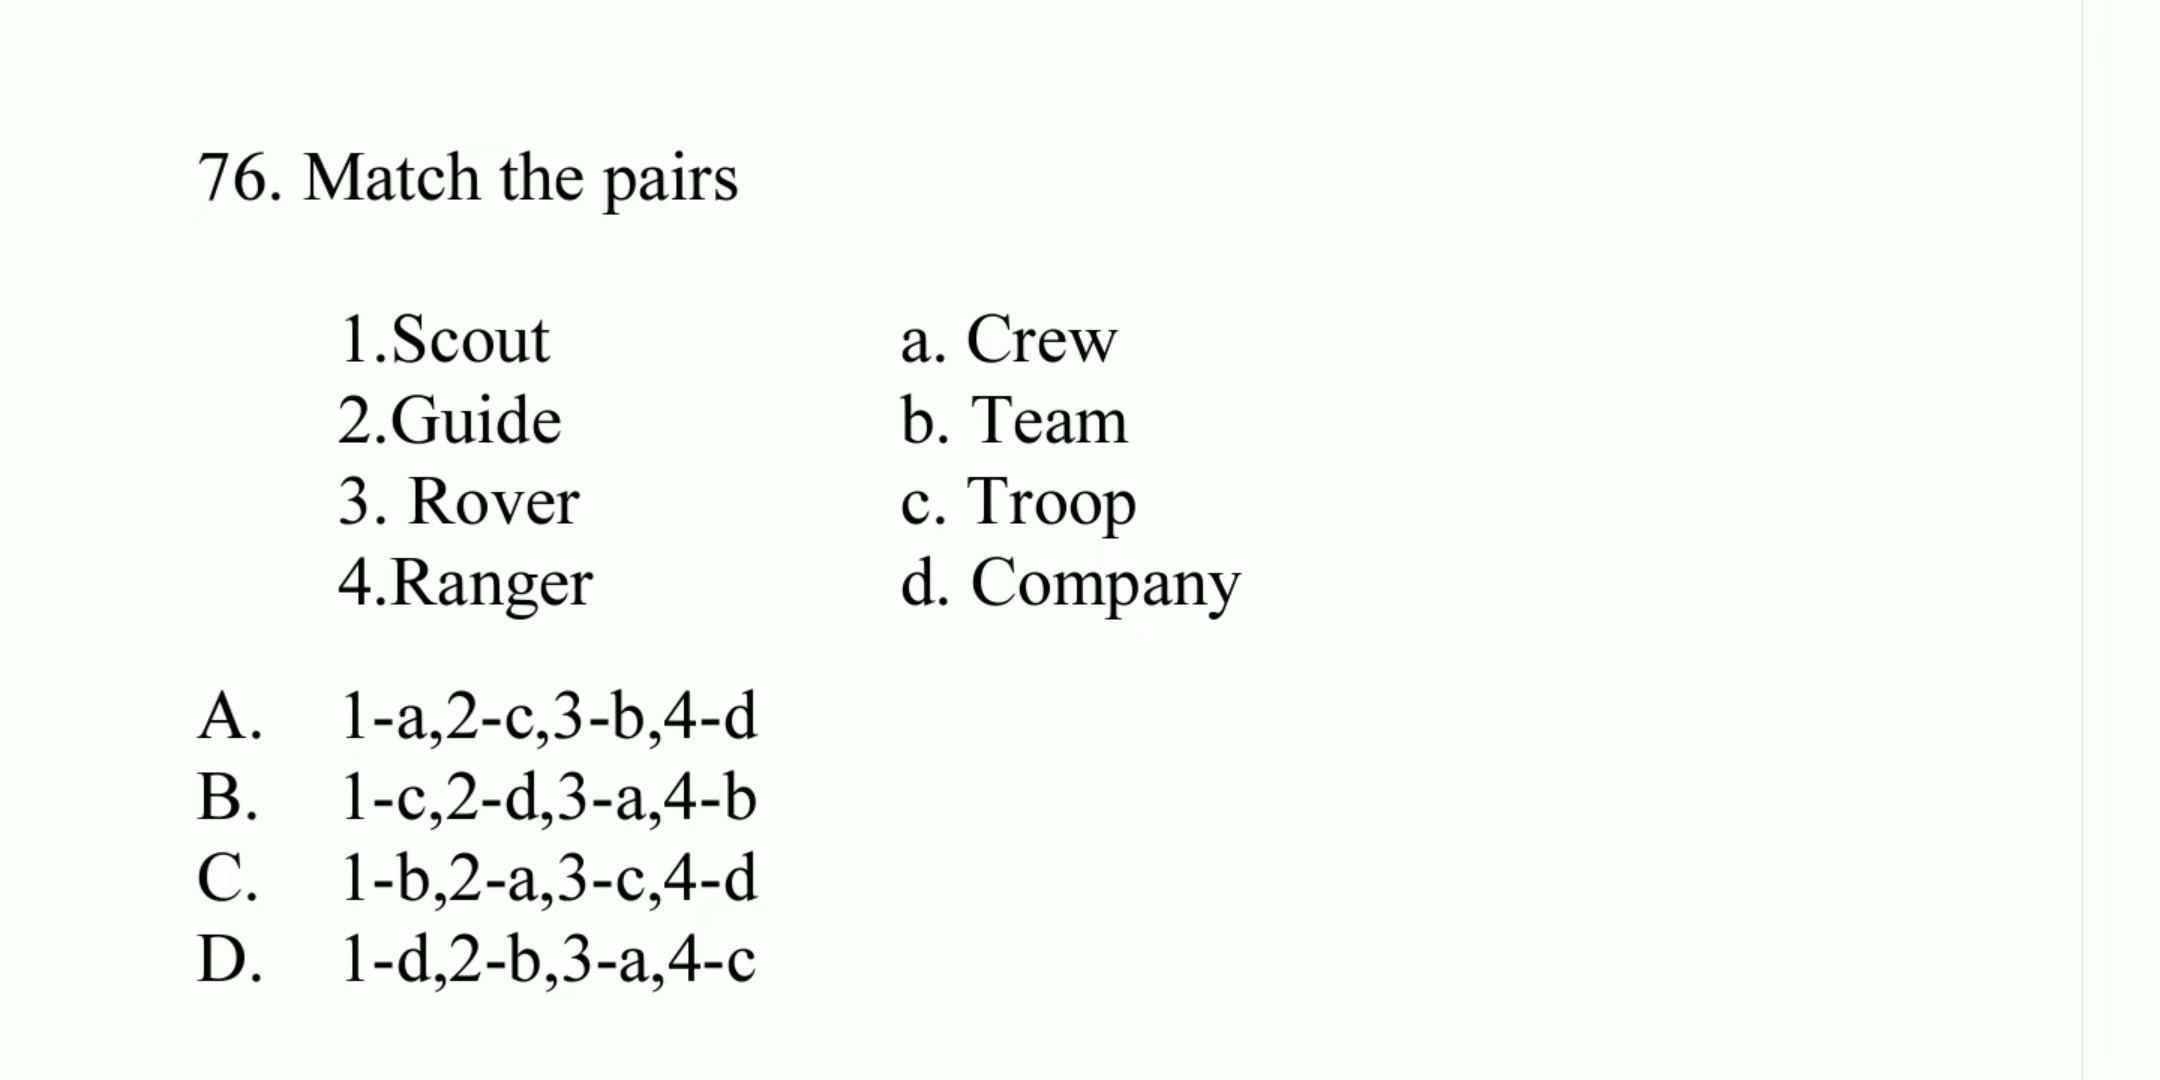 76. Match the pairs
1.Scout a. Crew
2.Guide b. Team
3. Rover c. Troop
4.Ranger d. Company
A. 1-a,2-c,3-b,4-d
B. 1-c,2-d,3-a,4-b
C. 1-b,2-a,3-c,4-d
D. 1-d,2-b,3-a,4-c